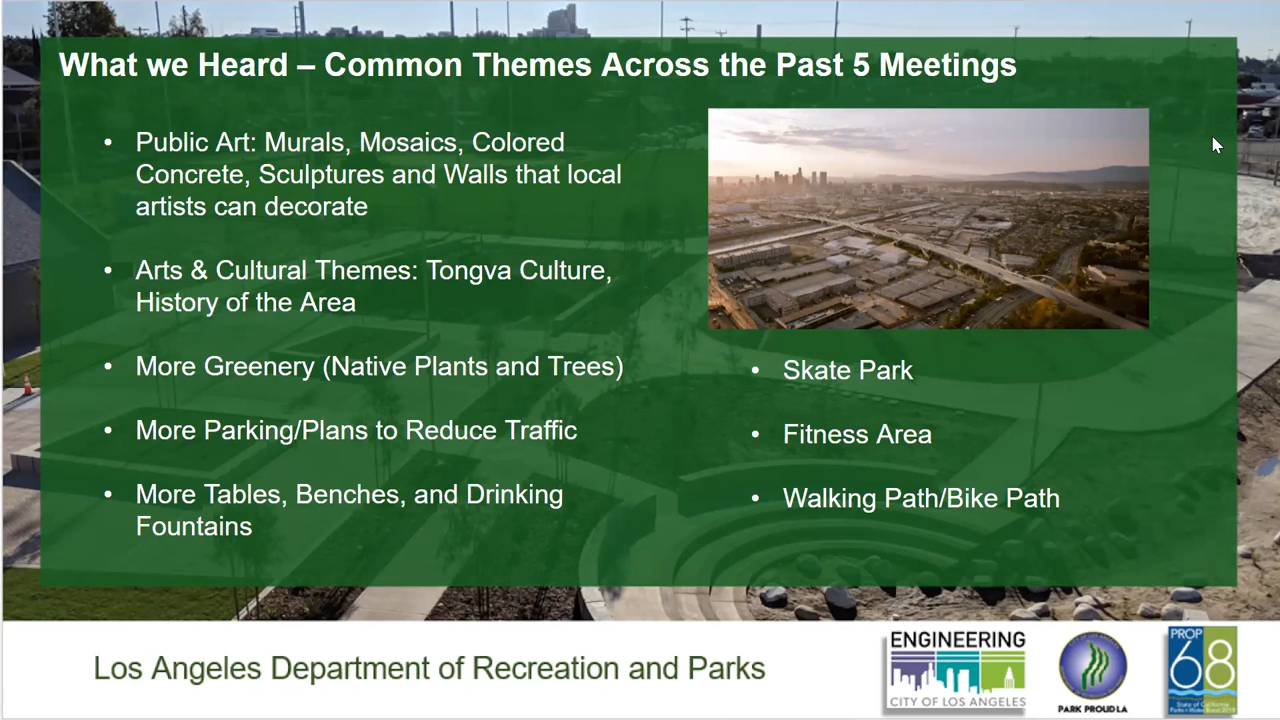 What we Heard – Common Themes Across the Past 5 Meetings
• Public Art: Murals, Mosaics, Colored
Concrete, Sculptures and Walls that local
artists can decorate
• Arts & Cultural Themes: Tongva Culture,
History of the Area
• More Greenery (Native Plants and Trees)
• More Parking/Plans to Reduce Traffic
• More Tables, Benches, and Drinking
Fountains
• Skate Park
• Fitness Area
• Walking Path/Bike Path
Los Angeles Department of Recreation and Parks
ENGINEERING
CITY OF LOS ANGELES
PARK PROUD LA
PROP
68
State of California